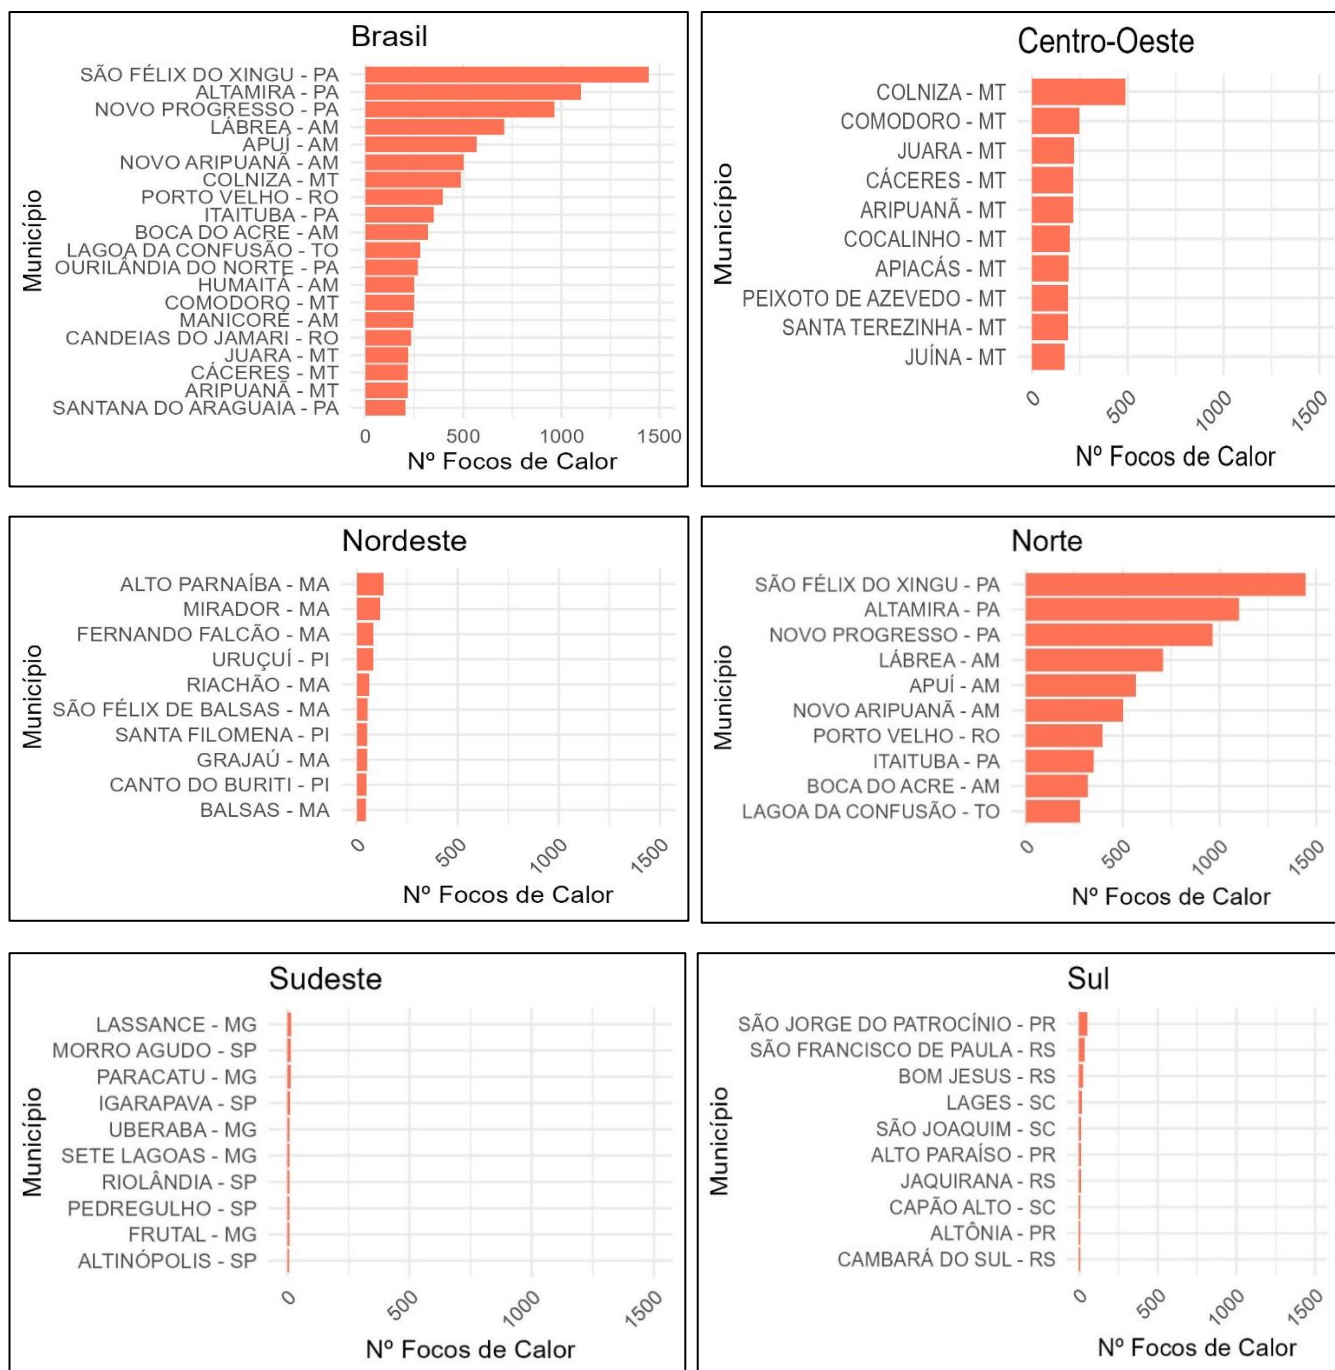 Brasil
Município
SÃO FÉLIX DO XINGU - PA
ALTAMIRA - PA
NOVO PROGRESSO - PA
LÁBREA - AM
APUÍ - AM
NOVO ARIPUANÃ - AM
COLNIZA - MT
PORTO VELHO - RO
ITAITUBA - PA
BOCA DO ACRE - AM
LAGOA DA CONFUSÃO - TO
OURILÂNDIA DO NORTE - PA
HUMAITÁ - AM
COMODORO - MT
MANICORÉ - AM
CANDEIAS DO JAMARI - RO
JUARA - MT
CÁCERES - MT
ARIPUANÃ - MT
SANTANA DO ARAGUAIA - PA
0 500 1000 1500
Nº Focos de Calor
Centro-Oeste
Município
COLNIZA - MT
COMODORO - MT
JUARA - MT
CÁCERES - MT
ARIPUANÃ - MT
COCALINHO - MT
APIACÁS - MT
PEIXOTO DE AZEVEDO - MT
SANTA TEREZINHA - MT
JUÍNA - MT
0 500 1000 1500
Nº Focos de Calor
Nordeste
Município
ALTO PARNAÍBA - MA
MIRADOR - MA
FERNANDO FALCÃO - MA
URUÇUÍ - PI
RIACHÃO - MA
SÃO FÉLIX DE BALSAS - MA
SANTA FILOMENA - PI
GRAJAÚ - MA
CANTO DO BURITI - PI
BALSAS - MA
0 500 1000 1500
Nº Focos de Calor
Norte
Município
SÃO FÉLIX DO XINGU - PA
ALTAMIRA - PA
NOVO PROGRESSO - PA
LÁBREA - AM
APUÍ - AM
NOVO ARIPUANÃ - AM
PORTO VELHO - RO
ITAITUBA - PA
BOCA DO ACRE - AM
LAGOA DA CONFUSÃO - TO
0 500 1000 1500
Nº Focos de Calor
Sudeste
Município
LASSANCE - MG
MORRO AGUDO - SP
PARACATU - MG
IGARAPAVA - SP
UBERABA - MG
SETE LAGOAS - MG
RIOLÂNDIA - SP
PEDREGULHO - SP
FRUTAL - MG
ALTINÓPOLIS - SP
0 500 1000 1500
Nº Focos de Calor
Sul
Município
SÃO JORGE DO PATROCÍNIO - PR
SÃO FRANCISCO DE PAULA - RS
BOM JESUS - RS
LAGES - SC
SÃO JOAQUIM - SC
ALTO PARAÍSO - PR
JAQUIRANA - RS
CAPÃO ALTO - SC
ALTÔNIA - PR
CAMBARÁ DO SUL - RS
0 500 1000 1500
Nº Focos de Calor